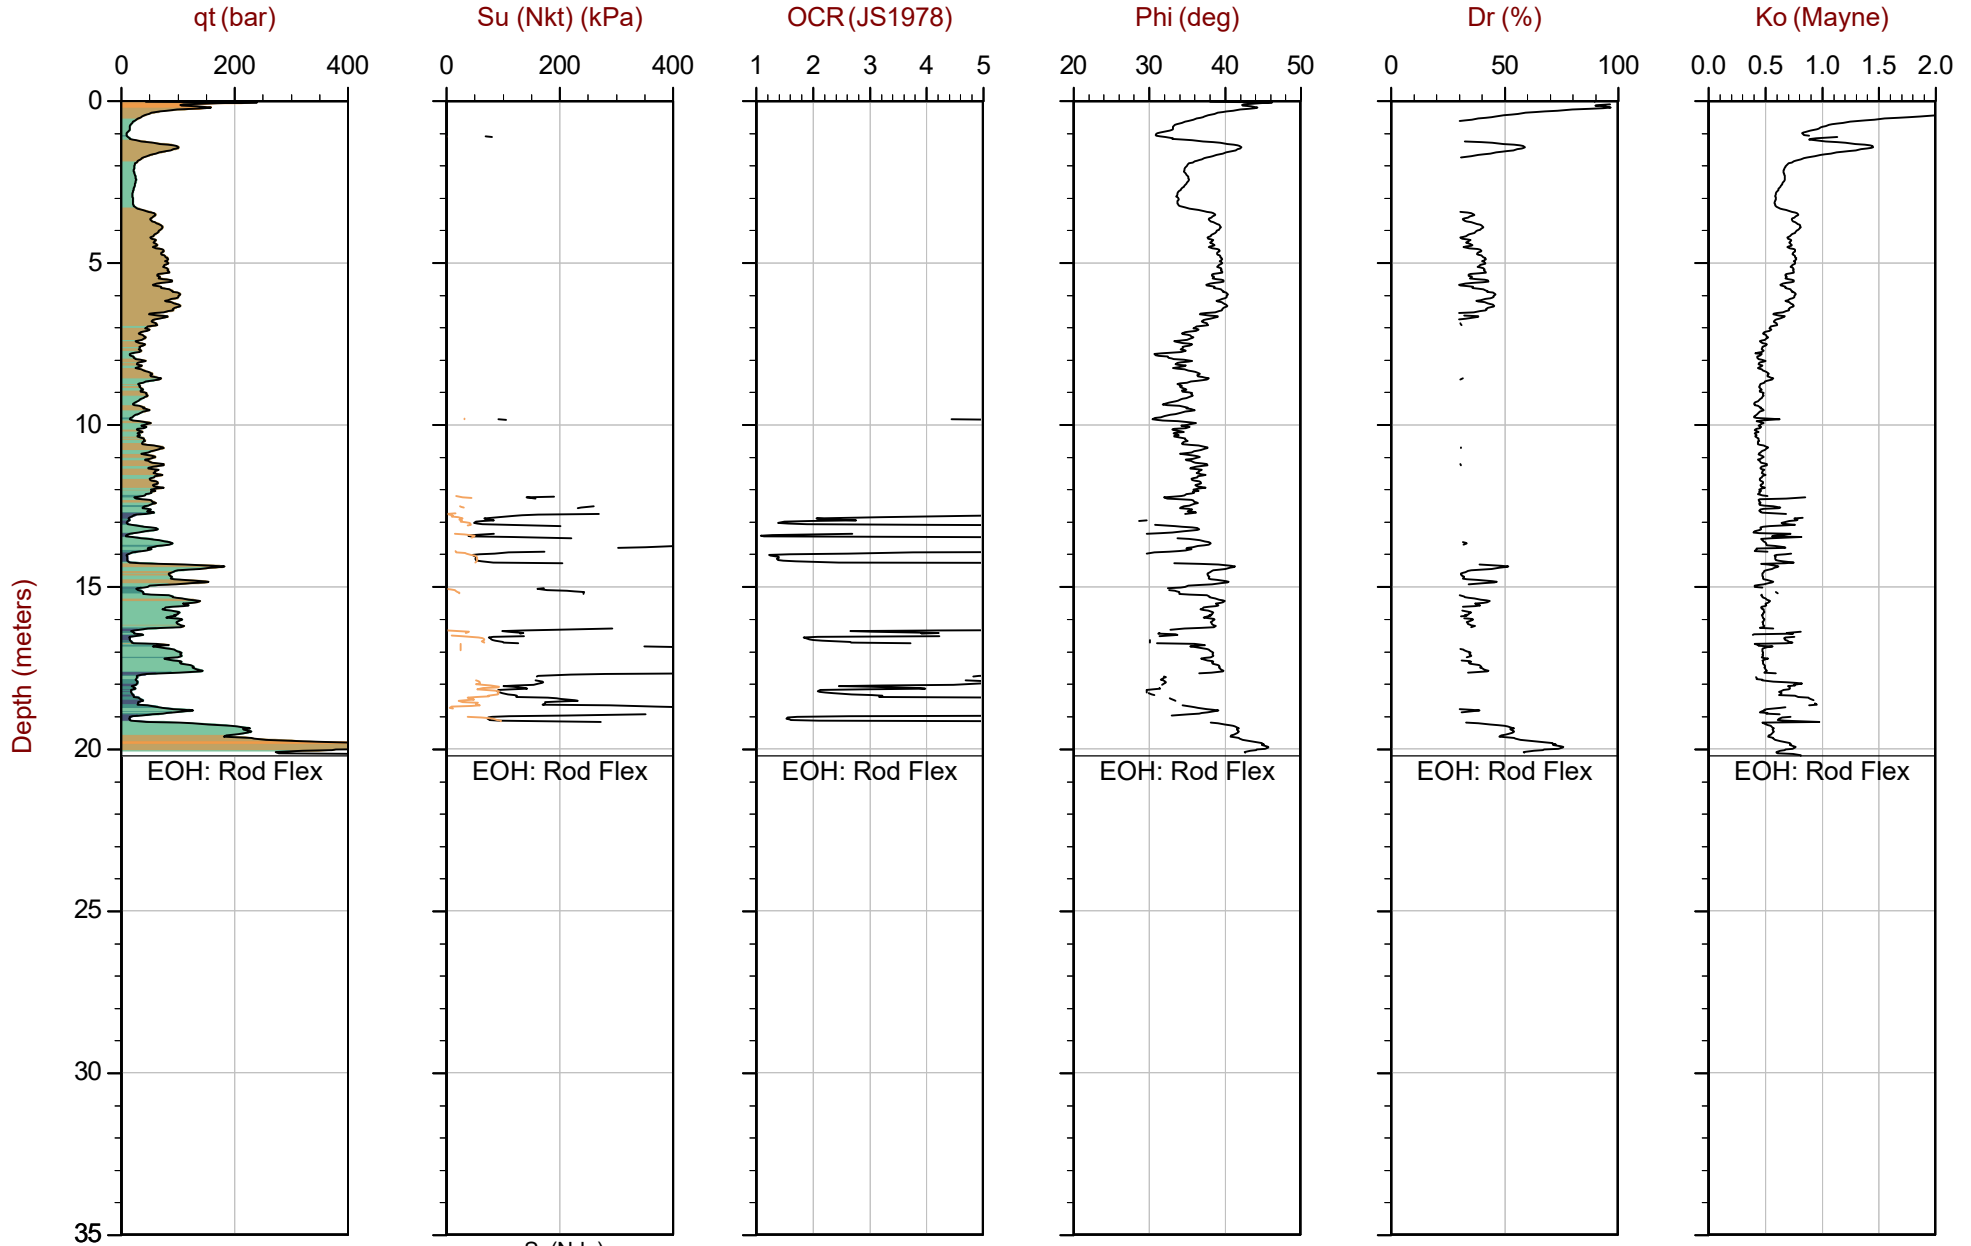 qt (bar) Su (Nkt) (kPa) OCR (JS1978) Phi (deg) Dr (%) Ko (Mayne)
0 200 400 0 200 400 1 2 3 4 5 20 30 40 50 0 50 100 0.0 0.5 1.0 1.5 2.0
0
5
10
15
Depth (meters)
20
EOH: Rod Flex EOH: Rod Flex EOH: Rod Flex EOH: Rod Flex EOH: Rod Flex EOH: Rod Flex
25
30
35